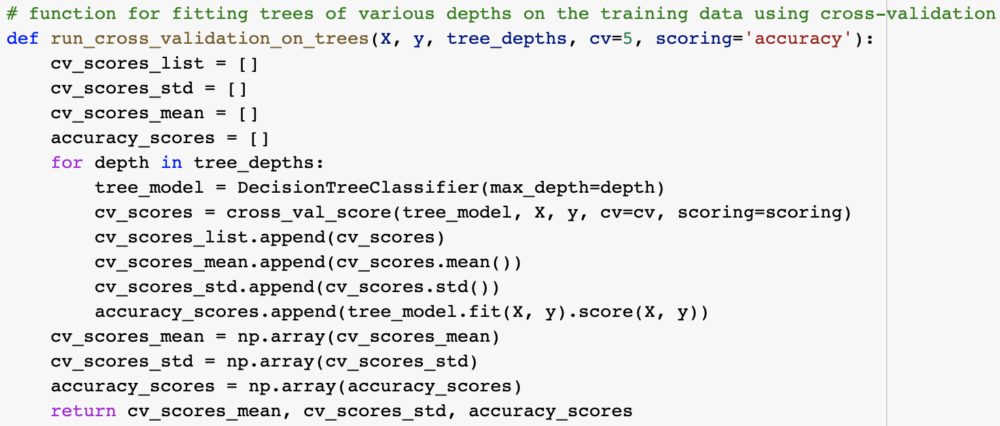 # function for fitting trees of various depths on the training data using cross-validation
def run_cross_validation_on_trees(X, y, tree_depths, cv=5, scoring='accuracy'):
    cv_scores_list = []
    cv_scores_std = []
    cv_scores_mean = []
    accuracy_scores = []
    for depth in tree_depths:
        tree_model = DecisionTreeClassifier(max_depth=depth)
        cv_scores = cross_val_score(tree_model, X, y, cv=cv, scoring=scoring)
        cv_scores_list.append(cv_scores)
        cv_scores_mean.append(cv_scores.mean())
        cv_scores_std.append(cv_scores.std())
        accuracy_scores.append(tree_model.fit(X, y).score(X, y))
    cv_scores_mean = np.array(cv_scores_mean)
    cv_scores_std = np.array(cv_scores_std)
    accuracy_scores = np.array(accuracy_scores)
    return cv_scores_mean, cv_scores_std, accuracy_scores